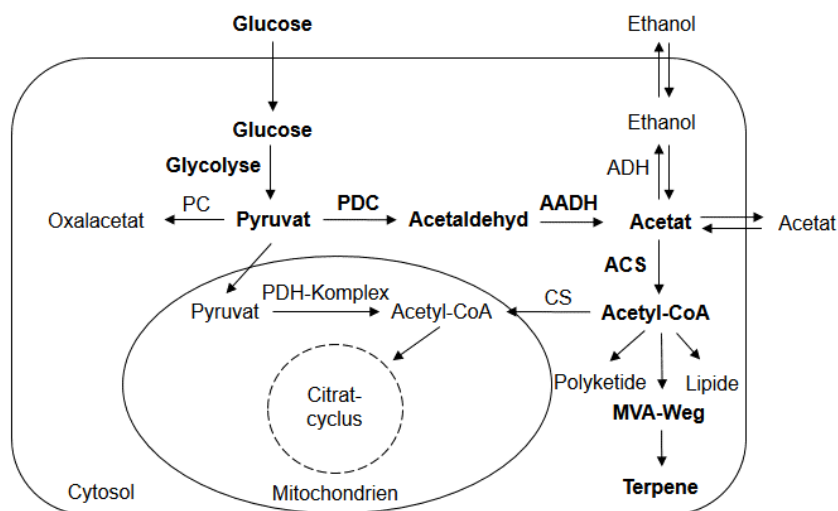 Glucose
Ethanol
Glucose
Ethanol
Glycolyse
ADH
PC
PDC
AADH
Oxalacetat
Pyruvat
Acetaldehyd
Acetat
Acetat
ACS
PDH-Komplex
CS
Pyruvat
Acetyl-CoA
Acetyl-CoA
Polyketide
Lipide
Citrat-
cyclus
MVA-Weg
Cytosol
Mitochondrien
Terpene